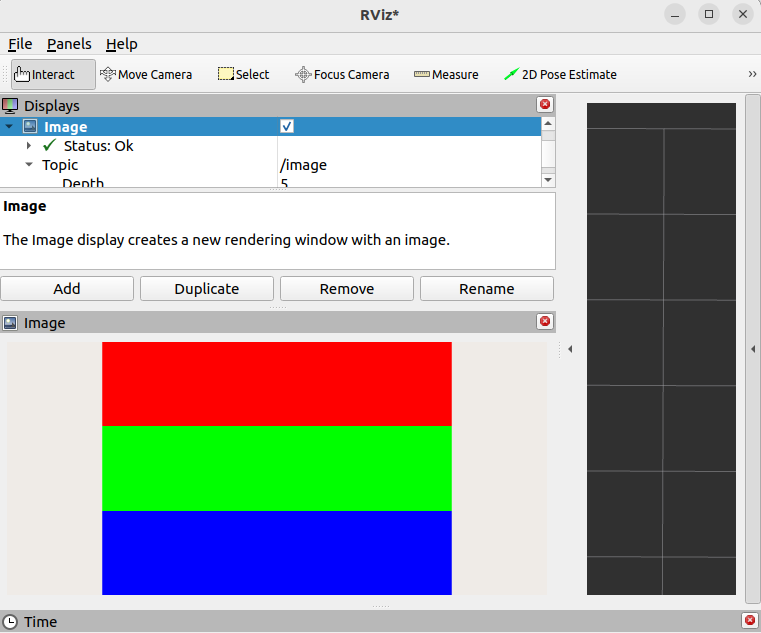 RViz*
File Panels Help
Interact Move Camera Select Focus Camera Measure 2D Pose Estimate »
Displays
Image
Status: Ok
Topic /image
Depth 5
Image
The Image display creates a new rendering window with an image.
Add Duplicate Remove Rename
Image
Time